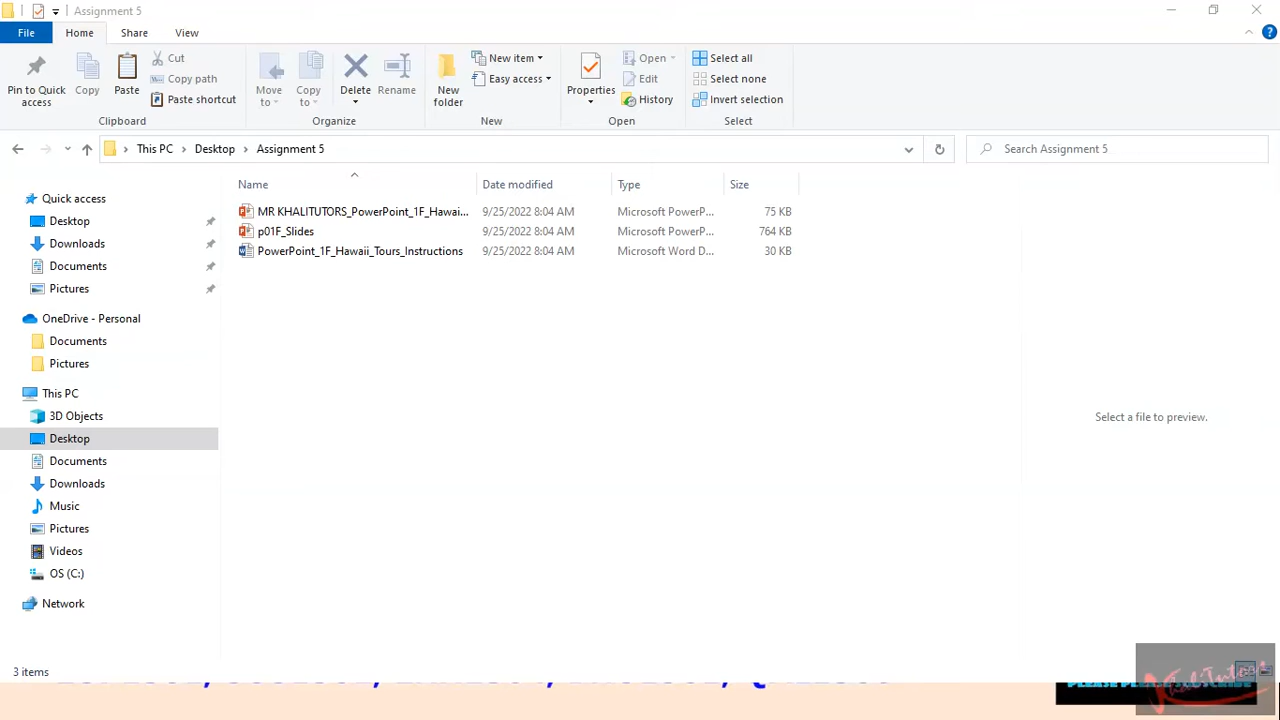 Assignment 5
File Home Share View
Pin to Quick access
Copy
Paste
Cut
Copy path
Paste shortcut
Clipboard
Move to
Copy to
Delete
Rename
Organize
New folder
New item
Easy access
New
Properties
Open
Edit
History
Open
Select all
Select none
Invert selection
Select
This PC > Desktop > Assignment 5
Search Assignment 5
Name Date modified Type Size
MR KHALITUTORS_PowerPoint_1F_Hawai... 9/25/2022 8:04 AM Microsoft PowerP... 75 KB
p01F_Slides 9/25/2022 8:04 AM Microsoft PowerP... 764 KB
PowerPoint_1F_Hawaii_Tours_Instructions 9/25/2022 8:04 AM Microsoft Word D... 30 KB
Quick access
Desktop
Downloads
Documents
Pictures
OneDrive - Personal
Documents
Pictures
This PC
3D Objects
Desktop
Documents
Downloads
Music
Pictures
Videos
OS (C:)
Network
Select a file to preview.
3 items
KhaliTutors